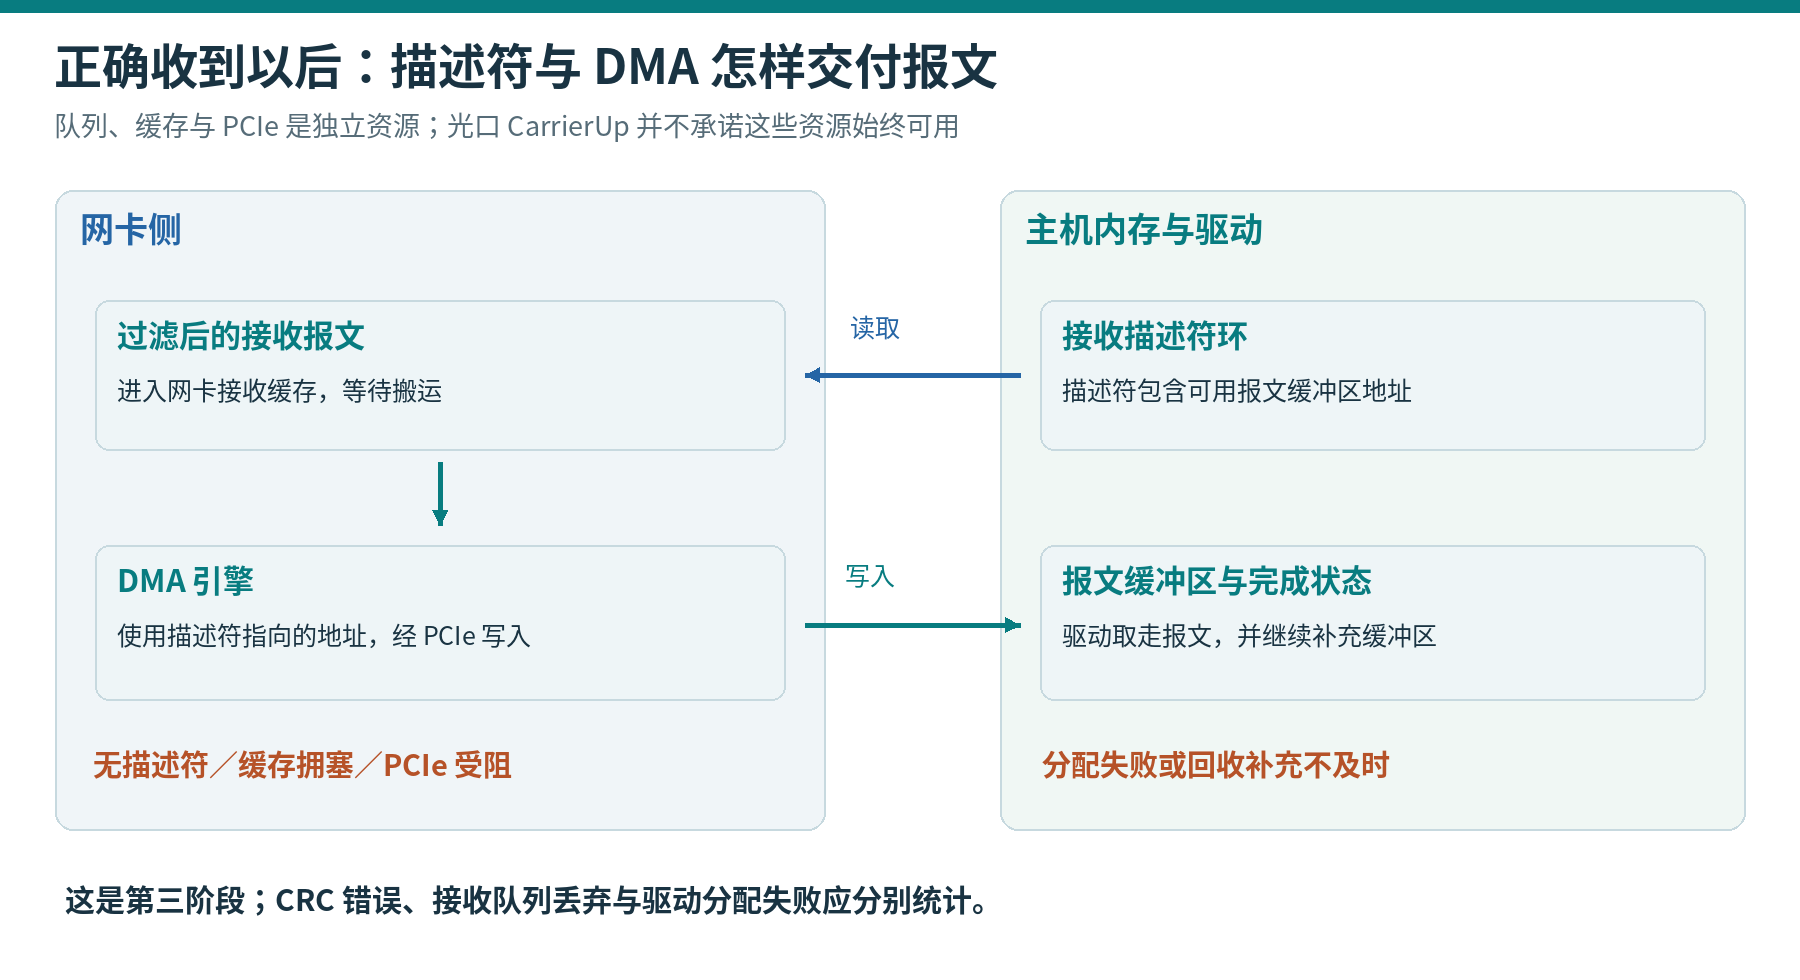 正确收到以后：描述符与 DMA 怎样交付报文
队列、缓存与 PCIe 是独立资源；光口 CarrierUp 并不承诺这些资源始终可用
网卡侧
过滤后的接收报文
进入网卡接收缓存，等待搬运
DMA 引擎
使用描述符指向的地址，经 PCIe 写入
无描述符／缓存拥塞／PCIe 受阻
读取
写入
主机内存与驱动
接收描述符环
描述符包含可用报文缓冲区地址
报文缓冲区与完成状态
驱动取走报文，并继续补充缓冲区
分配失败或回收补充不及时
这是第三阶段；CRC 错误、接收队列丢弃与驱动分配失败应分别统计。